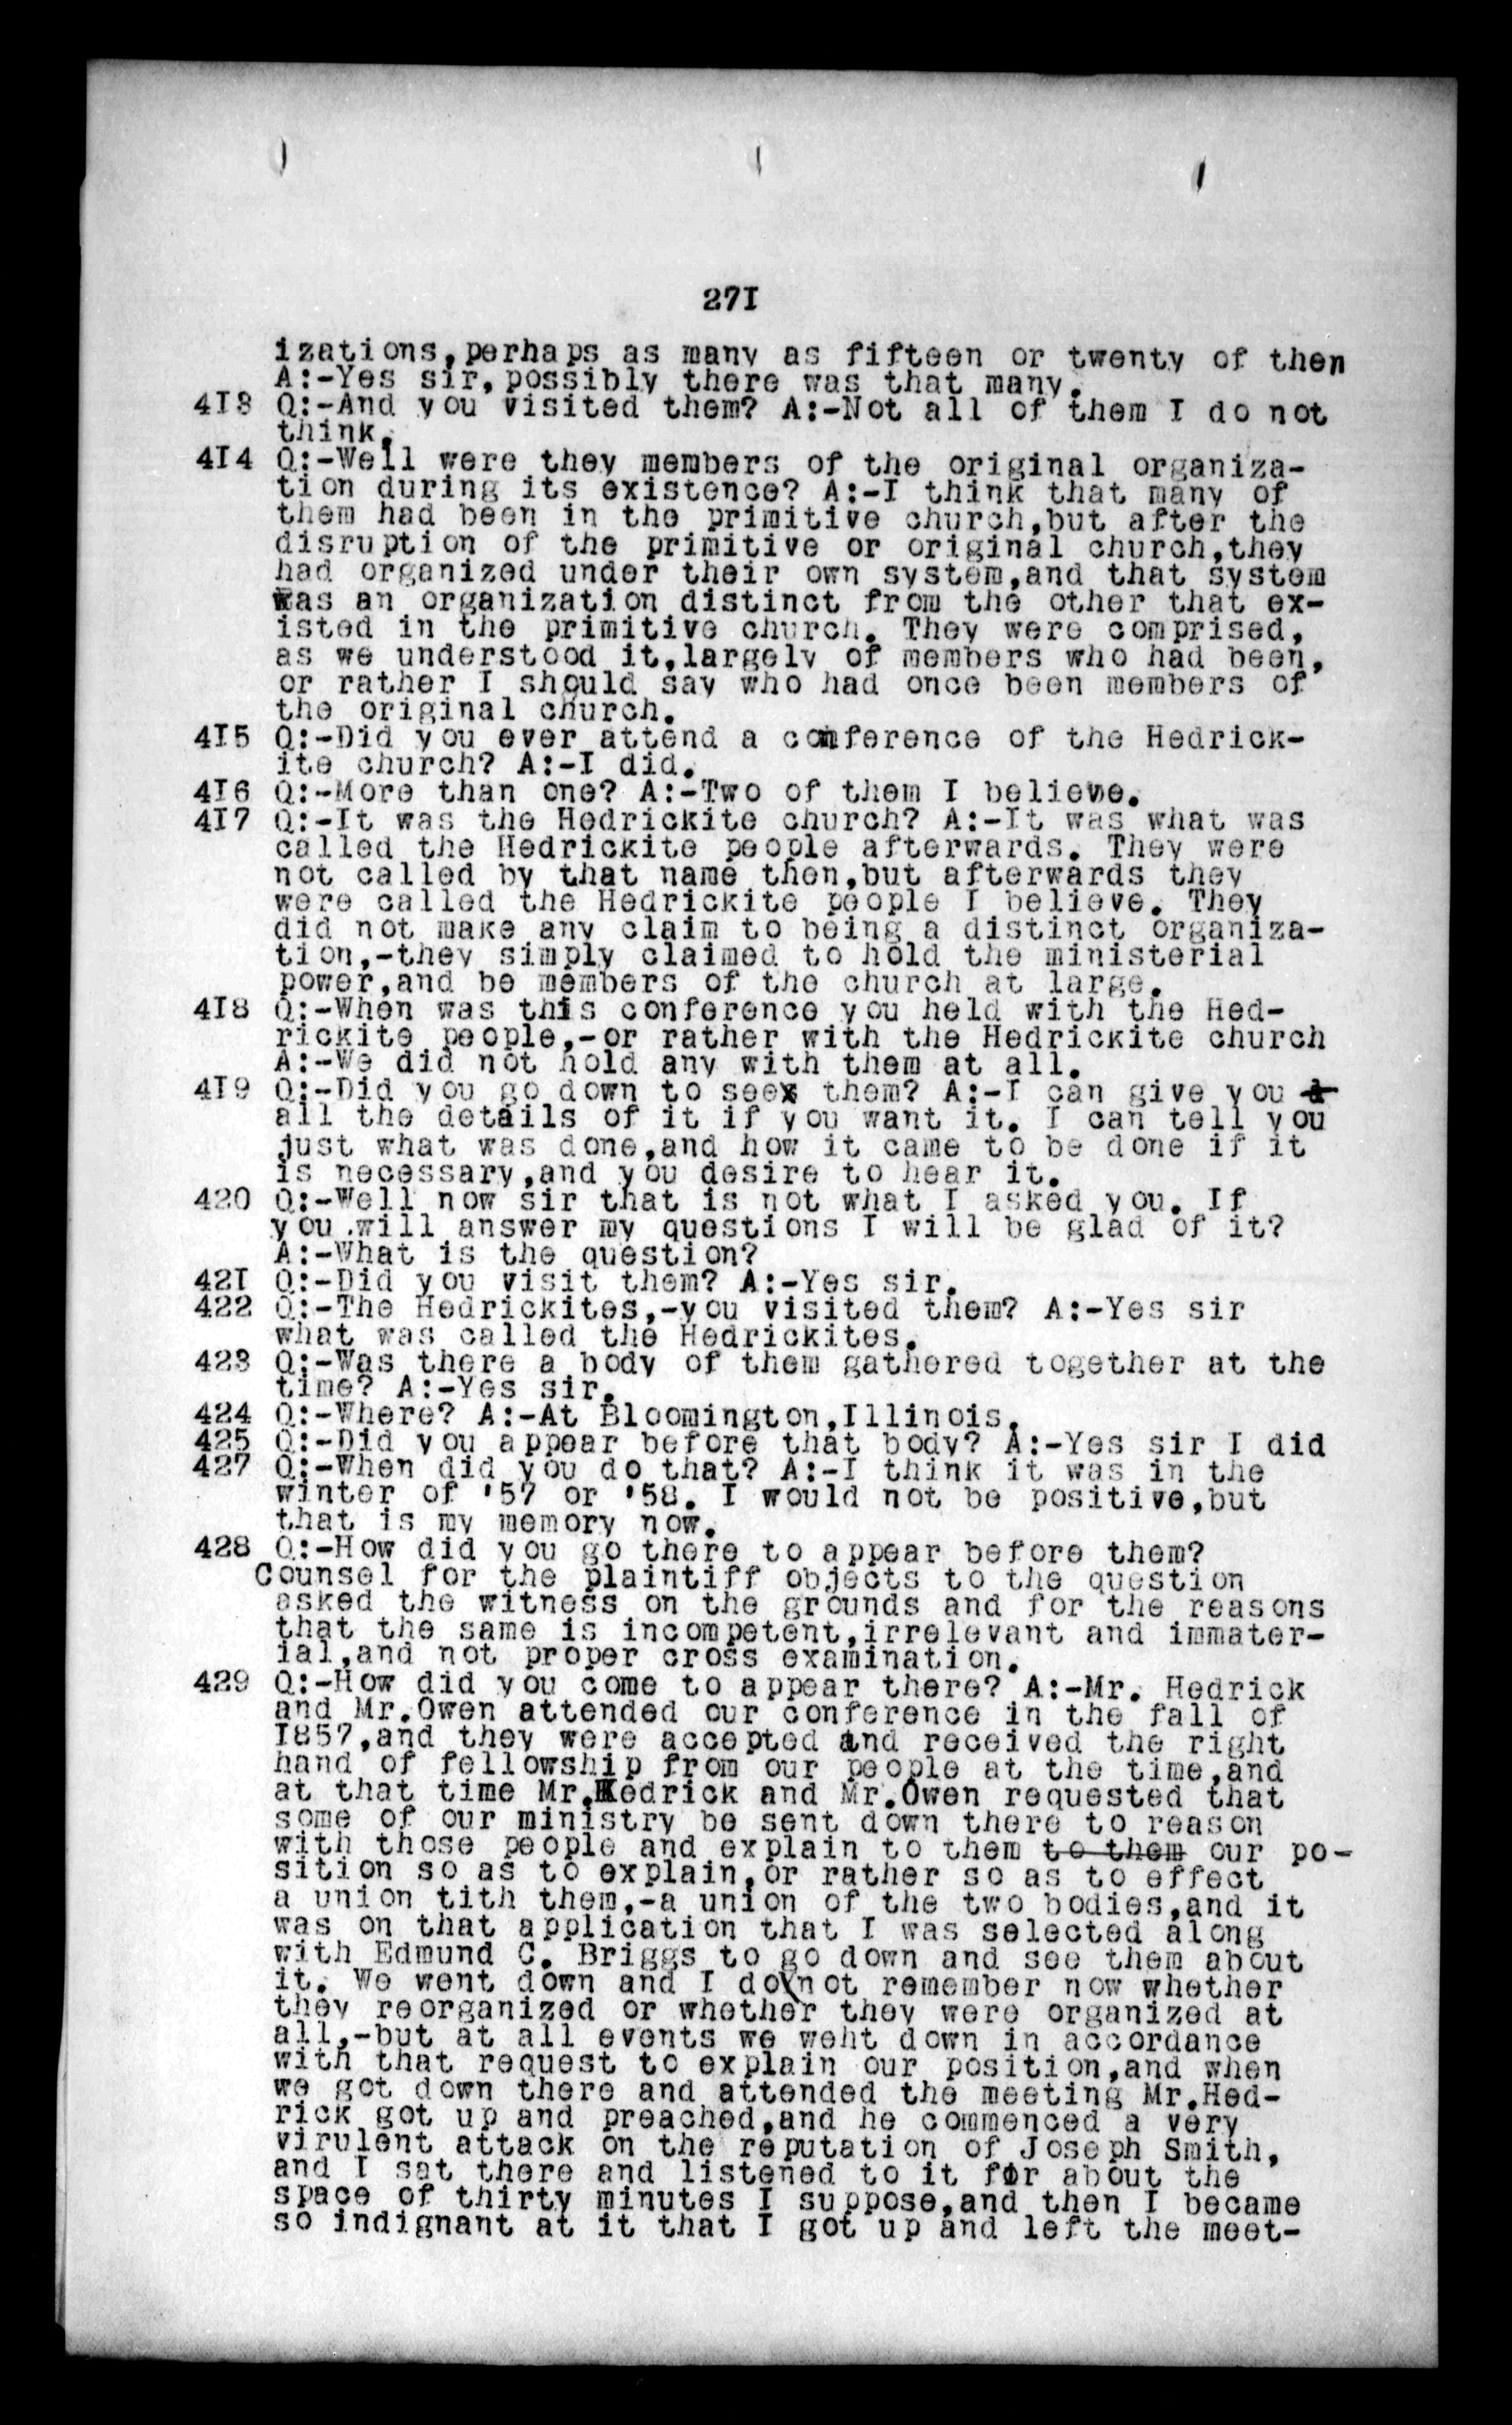 271
izations,perhaps as many as fifteen or twenty of then
A:-Yes sir,possibly there was that many.
413 Q:-And you visited them? A:-Not all of them I do not
think.
414 Q:-Well were they members of the original organiza-
tion during its existence? A:-I think that many of
them had been in the primitive church,but after the
disruption of the primitive or original church,they
had organized under their own system,and that system
was an organization distinct from the other that ex-
isted in the primitive church. They were comprised,
as we understood it,largely of members who had been,
or rather I should say who had once been members of
the original church.
415 Q:-Did you ever attend a conference of the Hedrick-
ite church? A:-I did.
416 Q:-More than one? A:-Two of them I believe.
417 Q:-It was the Hedrickite church? A:-It was what was
called the Hedrickite people afterwards. They were
not called by that name then,but afterwards they
were called the Hedrickite people I believe. They
did not make any claim to being a distinct organiza-
tion,-they simply claimed to hold the ministerial
power,and be members of the church at large.
418 Q:-When was this conference you held with the Hed-
rickite people,-or rather with the Hedrickite church
A:-We did not hold any with them at all.
419 Q:-Did you go down to seex them? A:-I can give you
all the details of it if you want it. I can tell you
just what was done,and how it came to be done if it
is necessary,and you desire to hear it.
420 Q:-Well now sir that is not what I asked you. If
you will answer my questions I will be glad of it?
A:-What is the question?
421 Q:-Did you visit them? A:-Yes sir.
422 Q:-The Hedrickites,-you visited them? A:-Yes sir
what was called the Hedrickites.
423 Q:-Was there a body of them gathered together at the
time? A:-Yes sir.
424 Q:-Where? A:-At Bloomington,Illinois.
425 Q:-Did you appear before that body? A:-Yes sir I did
427 Q:-When did you do that? A:-I think it was in the
winter of '57 or '58. I would not be positive,but
that is my memory now.
428 Q:-How did you go there to appear before them?
Counsel for the plaintiff objects to the question
asked the witness on the grounds and for the reasons
that the same is incompetent,irrelevant and immater-
ial,and not proper cross examination.
429 Q:-How did you come to appear there? A:-Mr. Hedrick
and Mr.Owen attended our conference in the fall of
1857,and they were accepted and received the right
hand of fellowship from our people at the time,and
at that time Mr.Hedrick and Mr.Owen requested that
some of our ministry be sent down there to reason
with those people and explain to them to them our po-
sition so as to explain,or rather so as to effect
a union tith them,-a union of the two bodies,and it
was on that application that I was selected along
with Edmund C. Briggs to go down and see them about
it. We went down and I do not remember now whether
they reorganized or whether they were organized at
all,-but at all events we weht down in accordance
with that request to explain our position,and when
we got down there and attended the meeting Mr.Hed-
rick got up and preached,and he commenced a very
virulent attack on the reputation of Joseph Smith,
and I sat there and listened to it for about the
space of thirty minutes I suppose,and then I became
so indignant at it that I got up and left the meet-